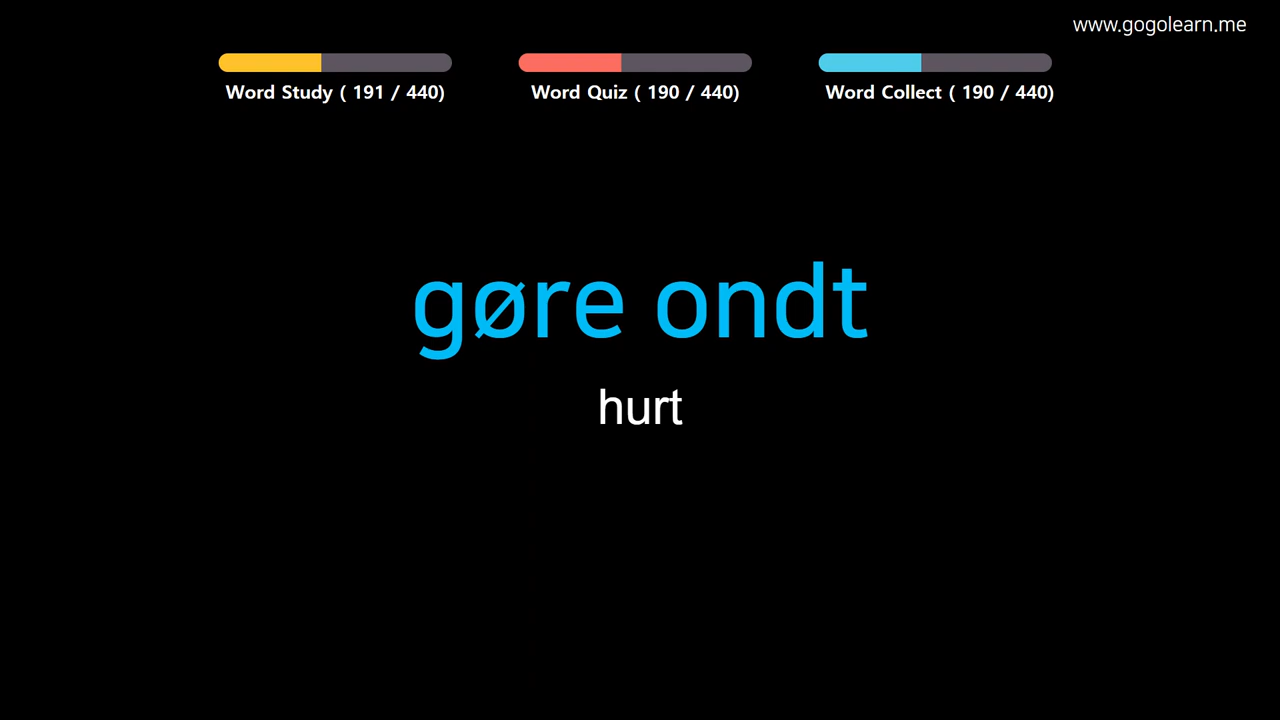 www.gogolearn.me
Word Study ( 191 / 440)
Word Quiz ( 190 / 440)
Word Collect ( 190 / 440)
gøre ondt
hurt